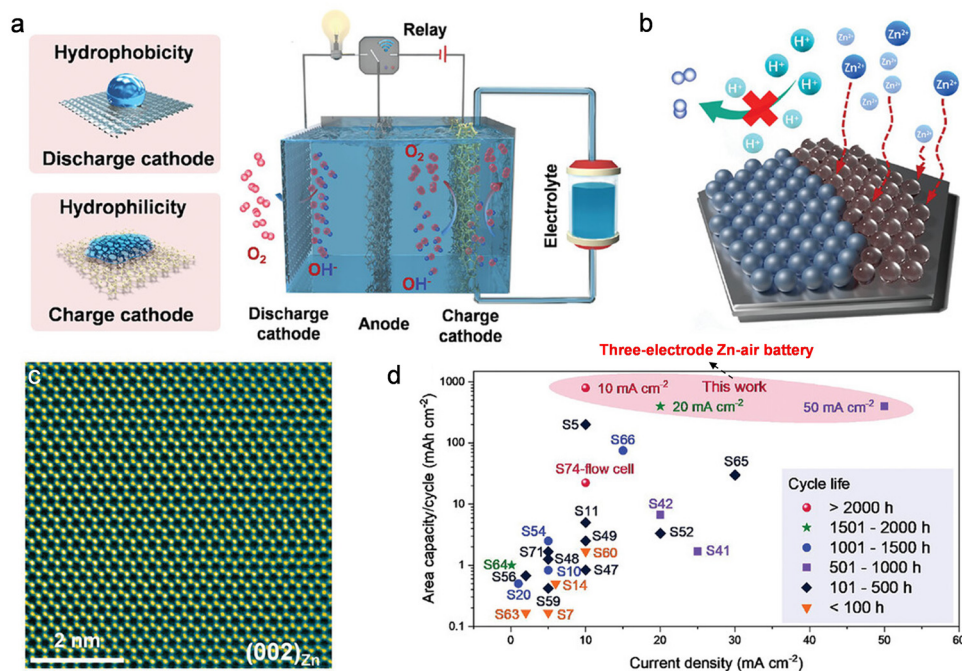 a
Hydrophobicity
Discharge cathode
Hydrophilicity
Charge cathode
Relay
O₂
O₂
OH⁻
OH⁻
Electrolyte
Discharge
cathode
Anode
Charge
cathode
b
H⁺
H⁺
H⁺
H⁺
H⁺
H⁺
Zn²⁺
Zn²⁺
Zn²⁺
Zn²⁺
Zn²⁺
Zn²⁺
Zn²⁺
c
2 nm
(002)Zn
d
Three-electrode Zn-air battery
This work
10 mA cm⁻²
20 mA cm⁻²
50 mA cm⁻²
Area capacity/cycle (mAh cm⁻²)
1000
100
10
1
0.1
S5
S66
S74-flow cell
S65
S11
S42
S54
S49
S52
S71
S48
S60
S41
S64
S56
S10
S47
S20
S14
S59
S63
S7
Cycle life
> 2000 h
1501 - 2000 h
1001 - 1500 h
501 - 1000 h
101 - 500 h
< 100 h
0 10 20 30 40 50 60
Current density (mA cm⁻²)